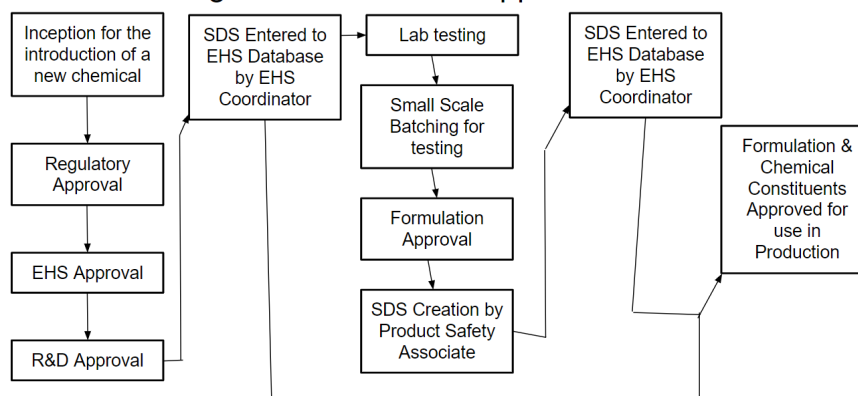 Inception for the
introduction of a
new chemical
Regulatory
Approval
EHS Approval
R&D Approval
SDS Entered to
EHS Database
by EHS
Coordinator
Lab testing
Small Scale
Batching for
testing
Formulation
Approval
SDS Creation by
Product Safety
Associate
SDS Entered to
EHS Database
by EHS
Coordinator
Formulation &
Chemical
Constituents
Approved for
use in
Production